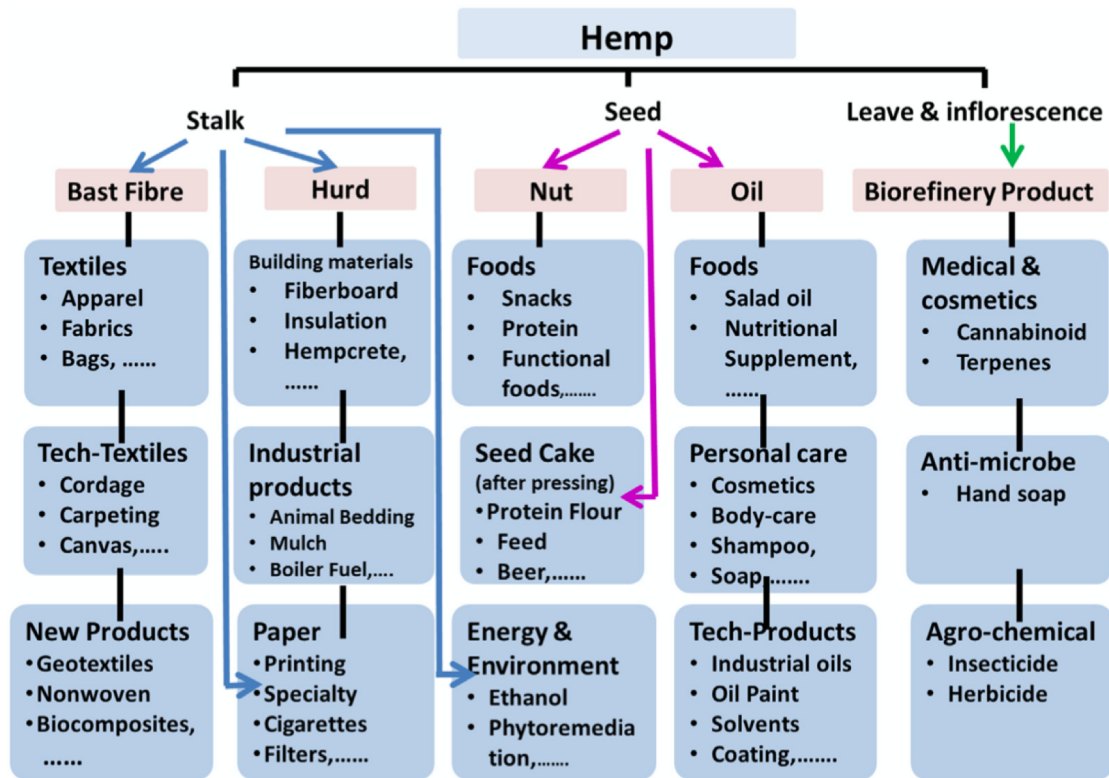 Hemp
Stalk
Seed
Leave & inflorescence
Bast Fibre
Hurd
Nut
Oil
Biorefinery Product
Textiles
• Apparel
• Fabrics
• Bags, ......
Building materials
• Fiberboard
• Insulation
• Hempcrete,
......
Foods
• Snacks
• Protein
• Functional
foods,.......
Foods
• Salad oil
• Nutritional
Supplement,
......
Medical &
cosmetics
• Cannabinoid
• Terpenes
Tech-Textiles
• Cordage
• Carpeting
• Canvas,.....
Industrial
products
• Animal Bedding
• Mulch
• Boiler Fuel,....
Seed Cake
(after pressing)
•Protein Flour
• Feed
• Beer,......
Personal care
• Cosmetics
• Body-care
• Shampoo,
• Soap,.......
Anti-microbe
• Hand soap
New Products
•Geotextiles
•Nonwoven
•Biocomposites,
......
Paper
•Printing
•Specialty
•Cigarettes
•Filters,......
Energy &
Environment
• Ethanol
• Phytoremedia
tion,.......
Tech-Products
• Industrial oils
• Oil Paint
• Solvents
• Coating,.......
Agro-chemical
• Insecticide
• Herbicide